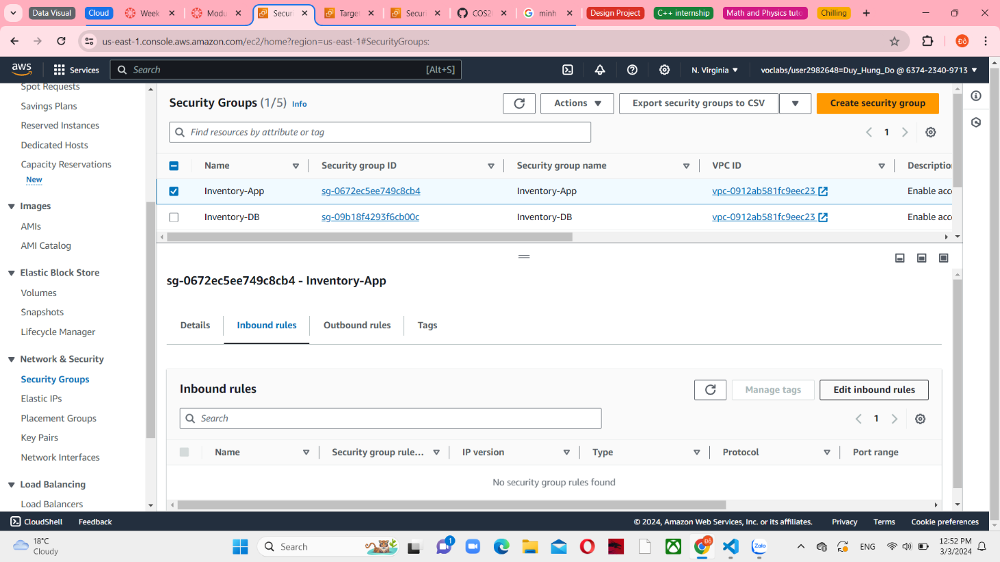 Data Visual
Cloud
Week
Modu
Securi
Target
Securi
COS20
minh
Design Project
C++ internship
Math and Physics tuto
Chilling
us-east-1.console.aws.amazon.com/ec2/home?region=us-east-1#SecurityGroups:
Đỗ
aws
Services
Search
[Alt+S]
N. Virginia
voclabs/user2982648=Duy_Hung_Do @ 6374-2340-9713
Spot Requests
Savings Plans
Reserved Instances
Dedicated Hosts
Capacity Reservations
New
Images
AMIs
AMI Catalog
Elastic Block Store
Volumes
Snapshots
Lifecycle Manager
Network & Security
Security Groups
Elastic IPs
Placement Groups
Key Pairs
Network Interfaces
Load Balancing
Load Balancers
Security Groups (1/5) Info
Actions
Export security groups to CSV
Create security group
Find resources by attribute or tag
1
Name
Security group ID
Security group name
VPC ID
Description
Inventory-App
sg-0672ec5ee749c8cb4
Inventory-App
vpc-0912ab581fc9eec23
Enable acc
Inventory-DB
sg-09b18f4293f6cb00c
Inventory-DB
vpc-0912ab581fc9eec23
Enable acc
sg-0672ec5ee749c8cb4 - Inventory-App
Details
Inbound rules
Outbound rules
Tags
Inbound rules
Manage tags
Edit inbound rules
Search
1
Name
Security group rule...
IP version
Type
Protocol
Port range
No security group rules found
CloudShell
Feedback
© 2024, Amazon Web Services, Inc. or its affiliates.
Privacy
Terms
Cookie preferences
18°C
Cloudy
Search
1
Đỗ
Zalo
ENG
12:52 PM
3/3/2024